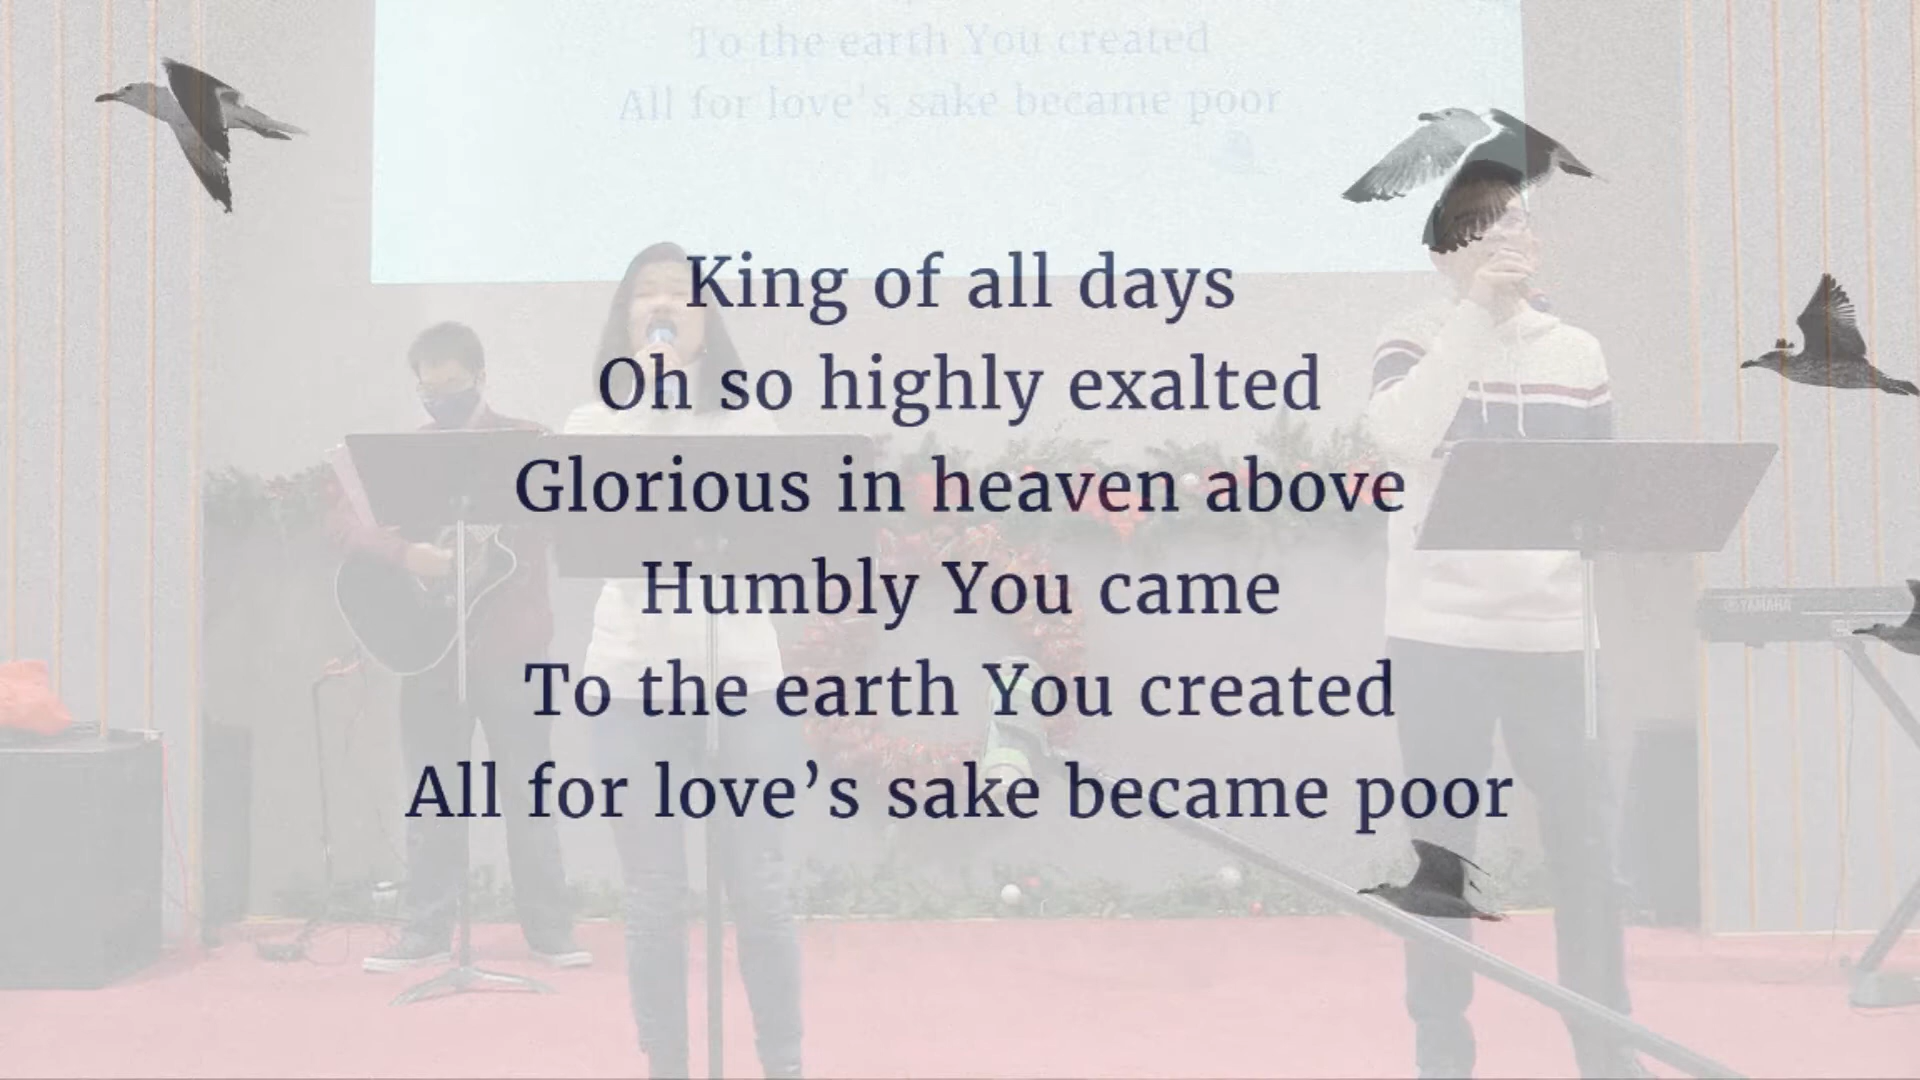 To the earth You created
All for love's sake became poor
King of all days
Oh so highly exalted
Glorious in heaven above
Humbly You came
To the earth You created
All for love’s sake became poor
YAMAHA